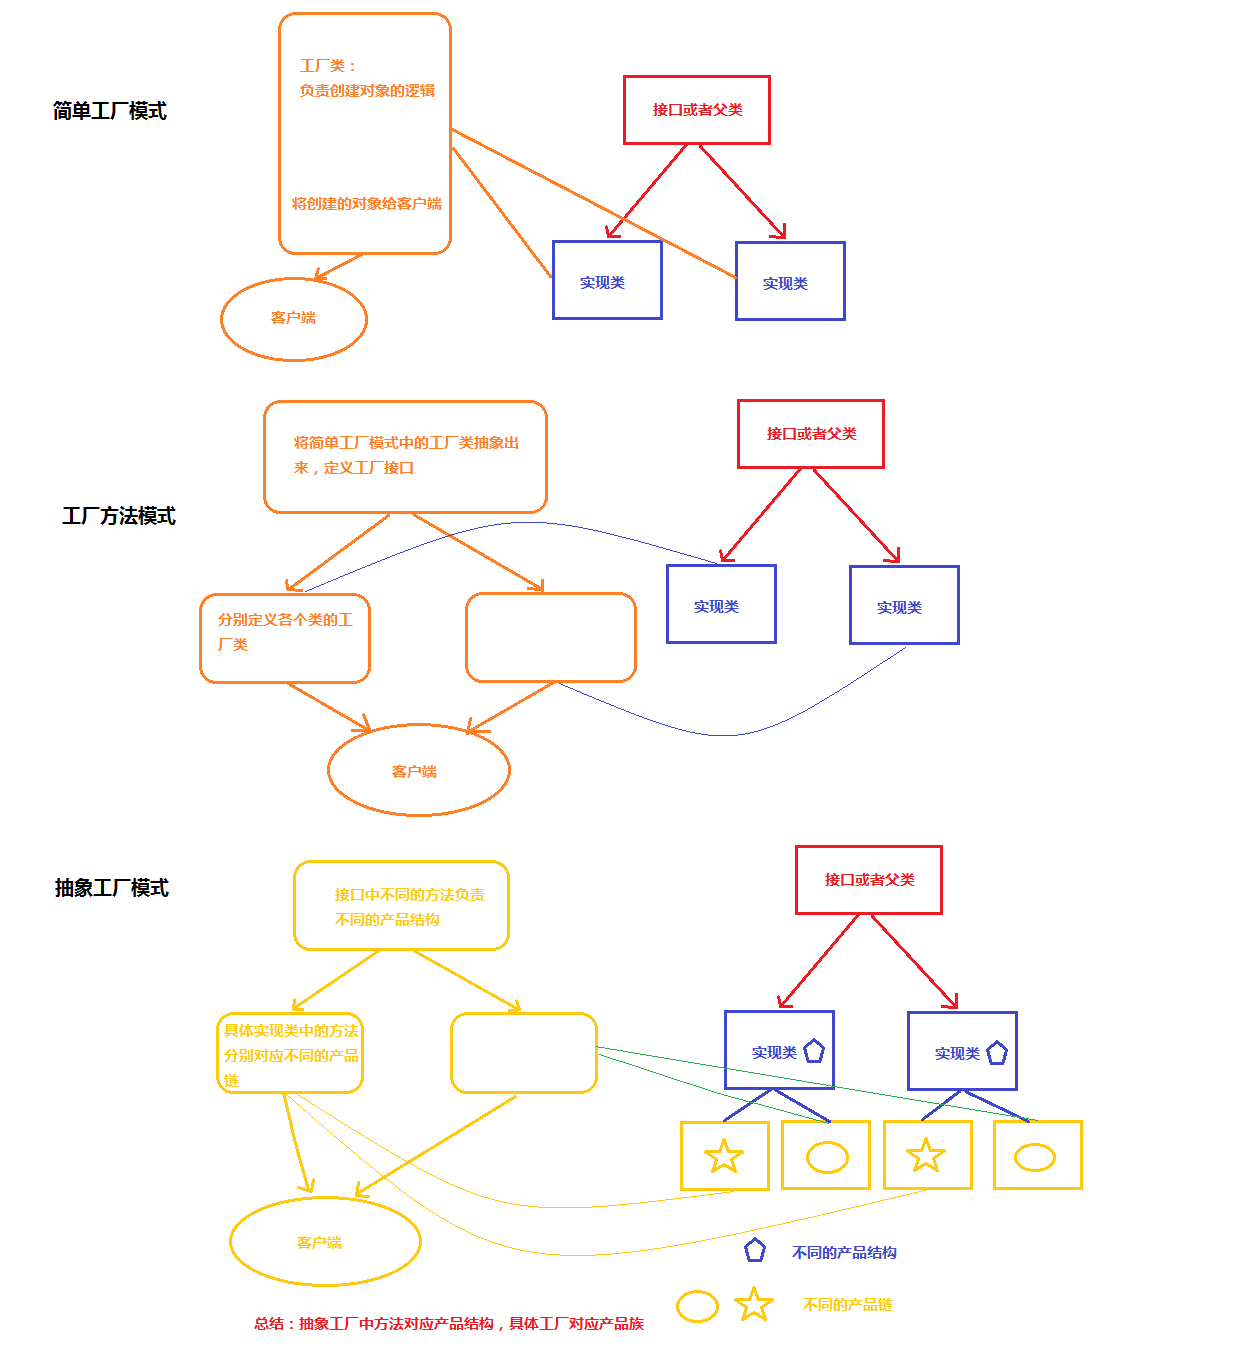 简单工厂模式
工厂类：
负责创建对象的逻辑
将创建的对象给客户端
客户端
接口或者父类
实现类
实现类
工厂方法模式
将简单工厂模式中的工厂类抽象出
来，定义工厂接口
分别定义各个类的工
厂类
客户端
接口或者父类
实现类
实现类
抽象工厂模式
接口中不同的方法负责
不同的产品结构
具体实现类中的方法
分别对应不同的产品
链
客户端
接口或者父类
实现类
实现类
不同的产品结构
不同的产品链
总结：抽象工厂中方法对应产品结构，具体工厂对应产品族